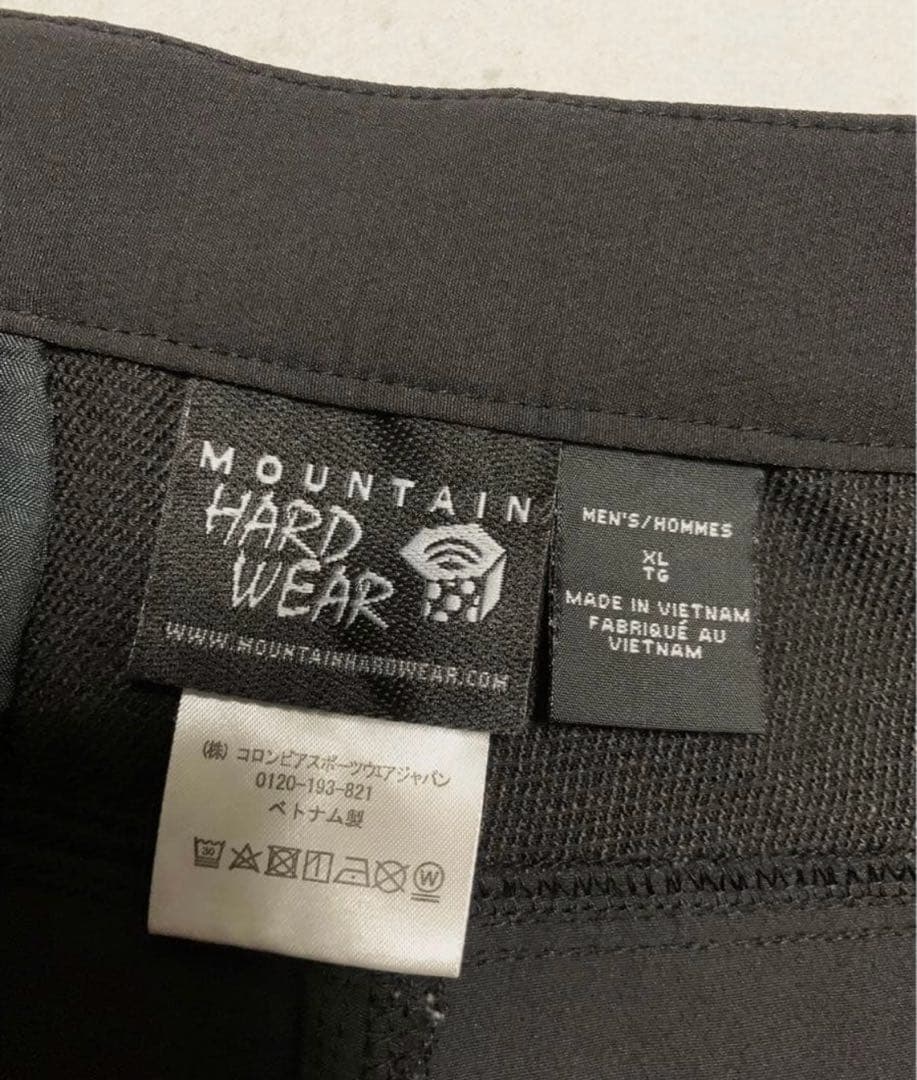 MOUNTAIN
HARD
WEAR
WWW.MOUNTAINHARDWEAR.COM
MEN'S/HOMMES
XL
TG
MADE IN VIETNAM
FABRIQUÉ AU
VIETNAM
(株) コロンビアスポーツウェアジャパン
0120-193-821
ベトナム製
30
W